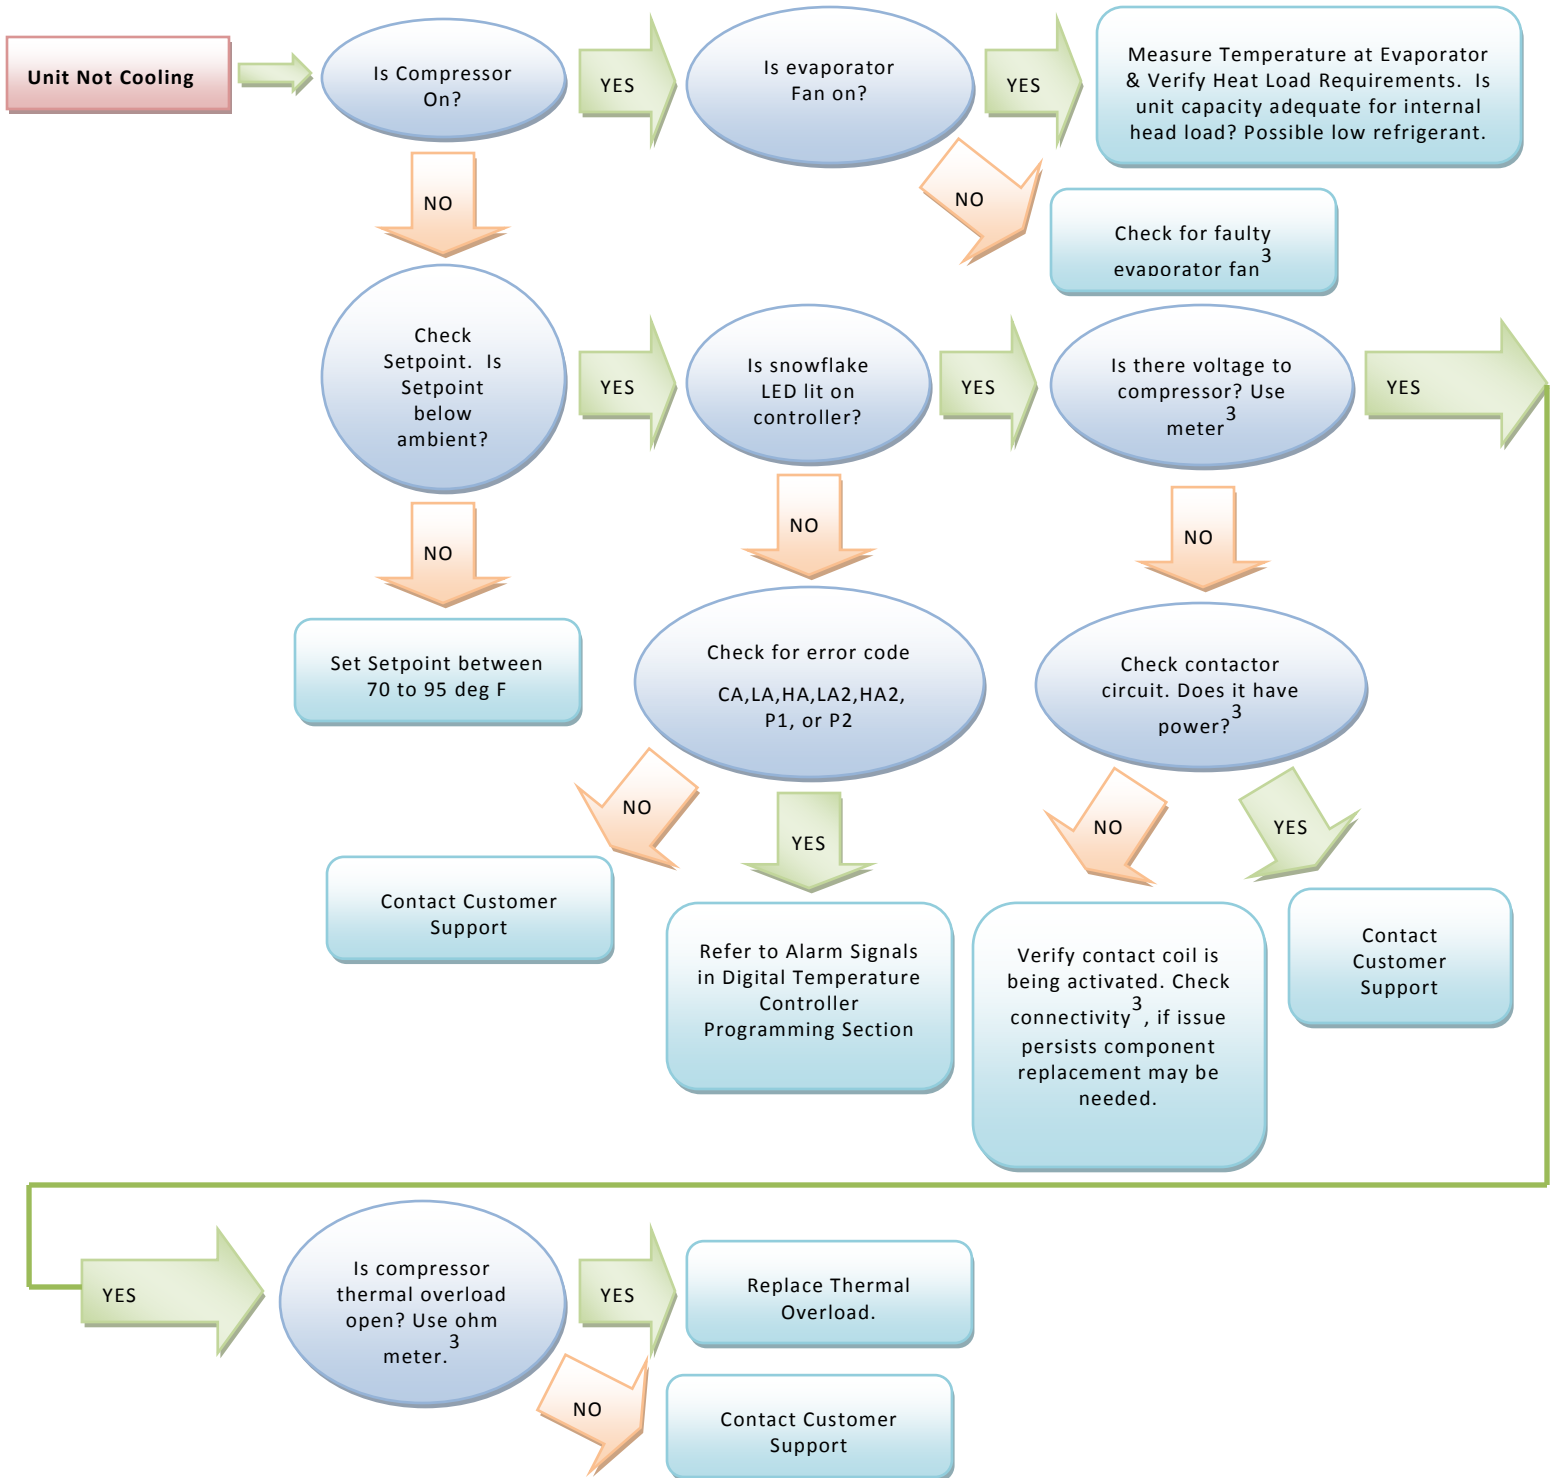 Unit Not Cooling
Is Compressor
On?
YES
Is evaporator
Fan on?
YES
Measure Temperature at Evaporator
& Verify Heat Load Requirements.  Is
unit capacity adequate for internal
head load? Possible low refrigerant.
NO
NO
Check for faulty
evaporator fan3
Check
Setpoint.  Is
Setpoint
below
ambient?
YES
Is snowflake
LED lit on
controller?
YES
Is there voltage to
compressor? Use
meter3
YES
NO
NO
NO
Set Setpoint between
70 to 95 deg F
Check for error code
CA,LA,HA,LA2,HA2,
P1, or P2
Check contactor
circuit. Does it have
power?3
NO
YES
NO
YES
Contact Customer
Support
Refer to Alarm Signals
in Digital Temperature
Controller
Programming Section
Verify contact coil is
being activated. Check
connectivity3, if issue
persists component
replacement may be
needed.
Contact
Customer
Support
YES
Is compressor
thermal overload
open? Use ohm
meter.3
YES
Replace Thermal
Overload.
NO
Contact Customer
Support